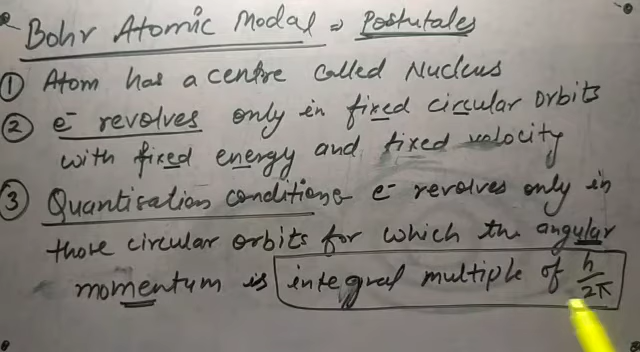 Bohr Atomic Modal → Postutales
① Atom has a centre called Nucleus
② e⁻ revolves only in fixed circular orbits
with fixed energy and fixed velocity
③ Quantisation condition⇒ e⁻ revolves only in
those circular orbits for which the angular
momentum is integral multiple of h/2π